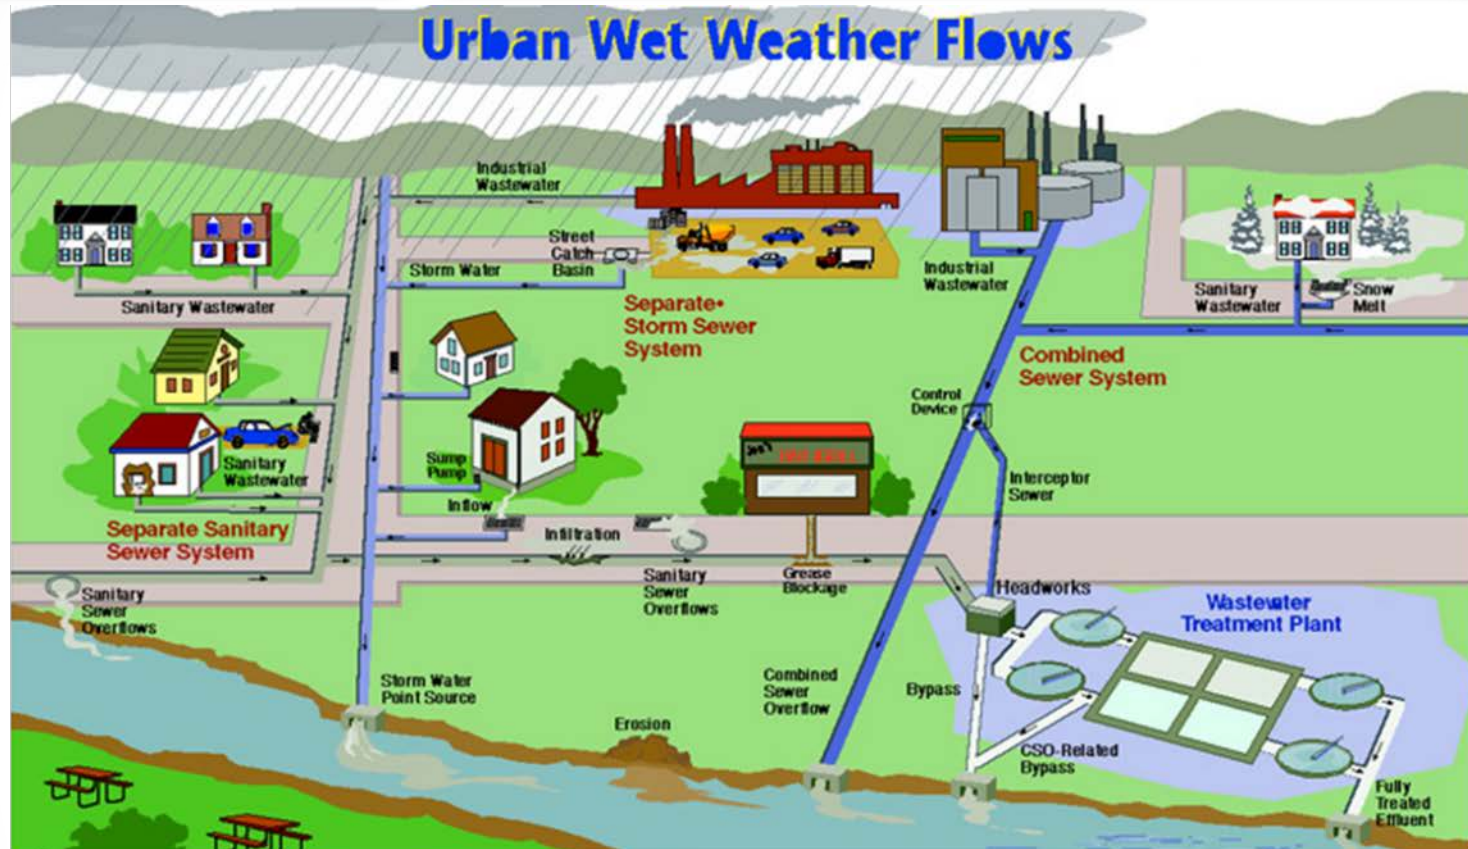 Urban Wet Weather Flows
Industrial
Wastewater
Street
Catch
Basin
Storm Water
Sanitary Wastewater
Separate•
Storm Sewer
System
Industrial
Wastewater
Sanitary
Wastewater
Snow
Melt
Combined
Sewer System
Control
Device
Interceptor
Sewer
Sump
Pump
Inflow
Infiltration
Sanitary
Wastewater
Separate Sanitary
Sewer System
Sanitary
Sewer
Overflows
Sanitary
Sewer
Overflows
Grease
Blockage
Headworks
Wastewater
Treatment Plant
Storm Water
Point Source
Erosion
Combined
Sewer
Overflow
Bypass
CSO-Related
Bypass
Fully
Treated
Effluent